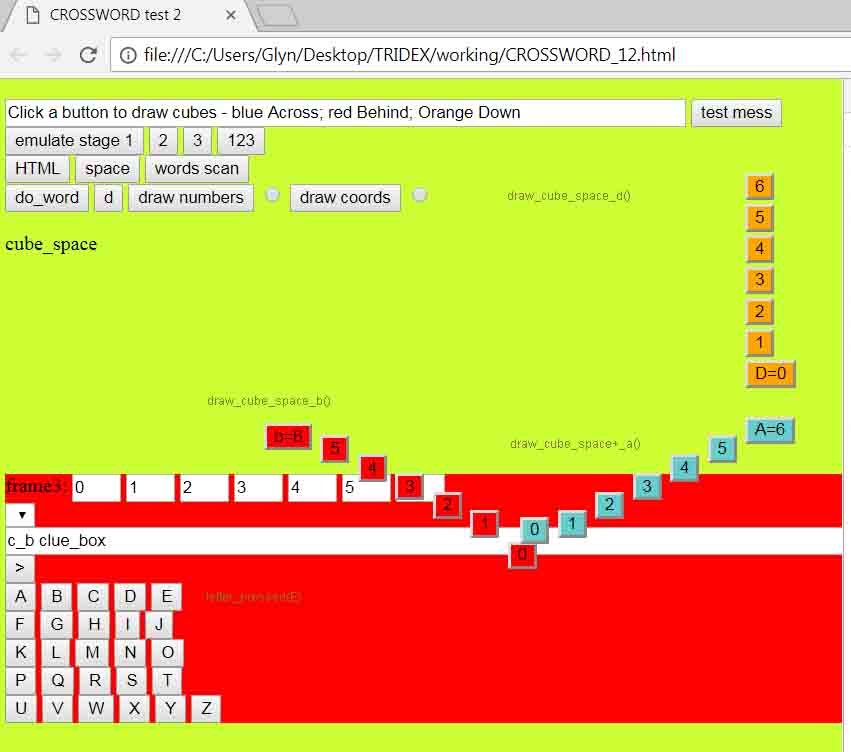 CROSSWORD test 2
file:///C:/Users/Glyn/Desktop/TRIDEX/working/CROSSWORD_12.html
Click a button to draw cubes - blue Across; red Behind; Orange Down test mess
emulate stage 1 2 3 123
HTML space words scan
do_word d draw numbers draw coords draw_cube_space_d()
6
5
4
3
2
1
D=0
cube_space
draw_cube_space_b()
draw_cube_space+_a()
b=6 5 4 3 2 1 0
A=6 5 4 3 2 1 0
frame3: 0 1 2 3 4 5
c_b clue_box
>
A B C D E letter_pressed(E)
F G H I J
K L M N O
P Q R S T
U V W X Y Z